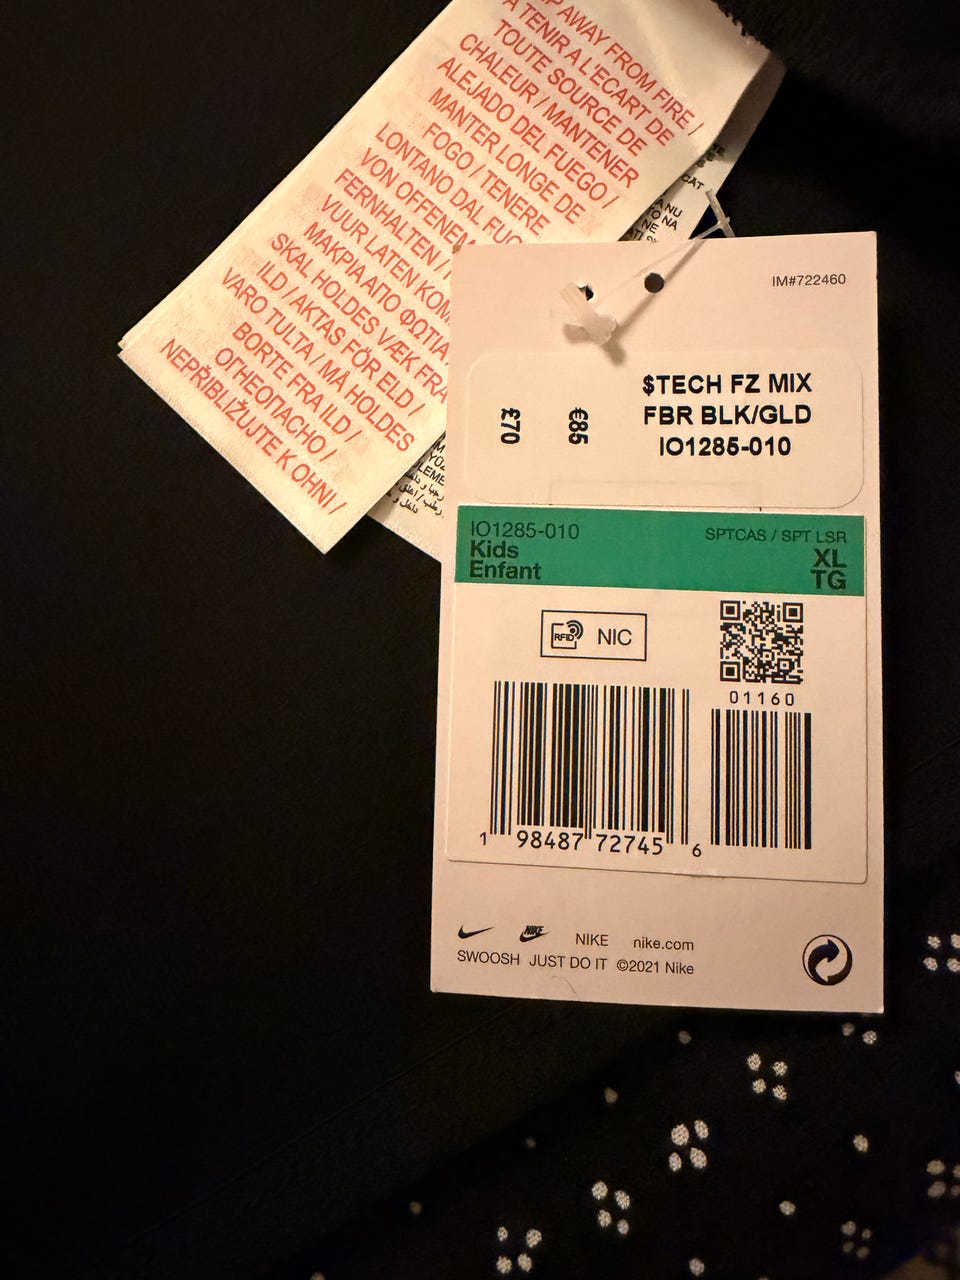 AWAY FROM FIRE /
A TENIR A L'ECART DE
TOUTE SOURCE DE
CHALEUR / MANTENER
ALEJADO DEL FUEGO /
MANTER LONGE DE
FOGO / TENERE
LONTANO DAL
VON OFFENEM
FERNHALTEN /
VUUR LATEN
ΜΑΚΡΙΑ ΑΠΟ ΦΩΤΙΑ
SKAL HOLDES VÆK FRA
ILD / AKTAS FÖR ELD /
VARO TULTA / MÅ HOLDES
BORTE FRA ILD /
ОГНЕОПАСНО /
NEPŘIBLIŽUJTE K OHNI /
IM#722460
$TECH FZ MIX
FBR BLK/GLD
IO1285-010
€85
£70
IO1285-010
Kids
Enfant
SPTCAS / SPT LSR
XL
TG
RFID NIC
01160
1 98487 72745 6
NIKE NIKE nike.com
SWOOSH JUST DO IT ©2021 Nike